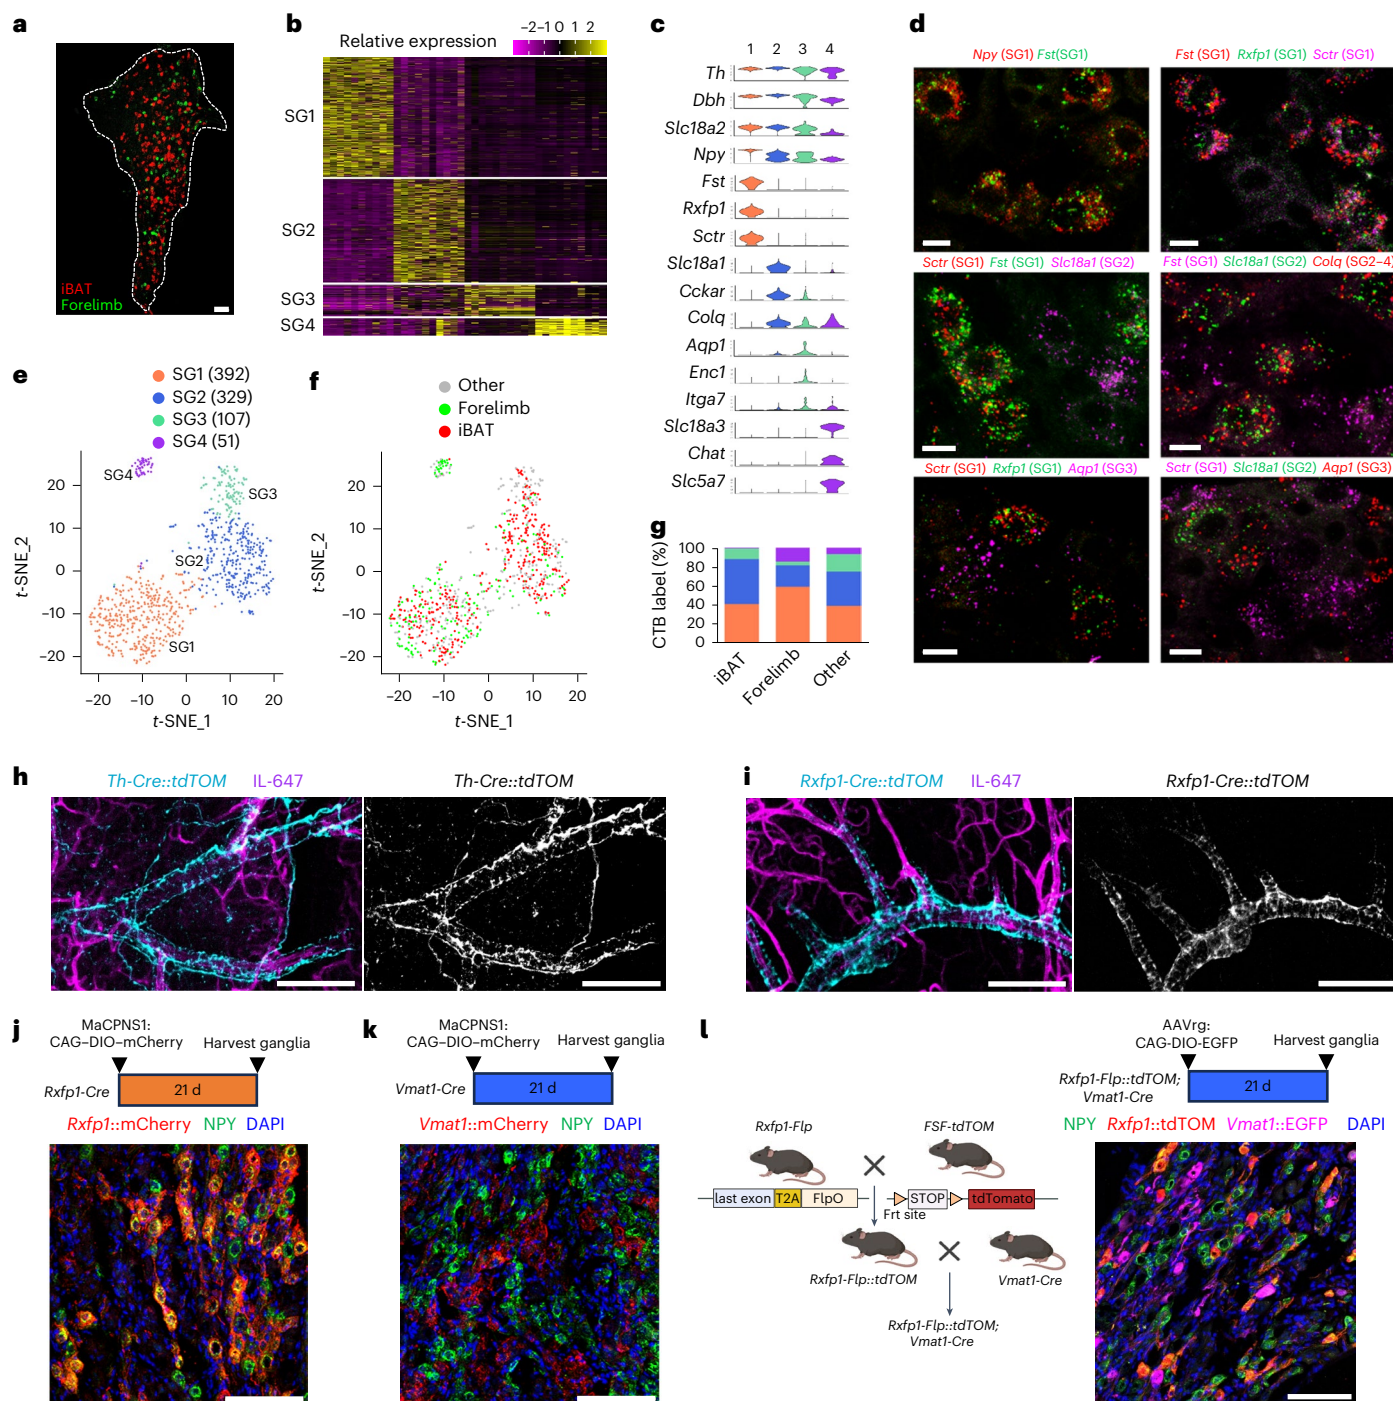 a
iBAT
Forelimb
b
Relative expression
–2 –1 0 1 2
SG1
SG2
SG3
SG4
c
1 2 3 4
Th
Dbh
Slc18a2
Npy
Fst
Rxfp1
Sctr
Slc18a1
Cckar
Colq
Aqp1
Enc1
Itga7
Slc18a3
Chat
Slc5a7
d
Npy (SG1) Fst(SG1)
Fst (SG1) Rxfp1 (SG1) Sctr (SG1)
Sctr (SG1) Fst (SG1) Slc18a1 (SG2)
Fst (SG1) Slc18a1 (SG2) Colq (SG2–4)
Sctr (SG1) Rxfp1 (SG1) Aqp1 (SG3)
Sctr (SG1) Slc18a1 (SG2) Aqp1 (SG3)
e
SG1 (392)
SG2 (329)
SG3 (107)
SG4 (51)
SG4
SG3
SG2
SG1
20
10
0
–10
–20
t-SNE_2
–20 –10 0 10 20
t-SNE_1
f
Other
Forelimb
iBAT
20
10
0
–10
–20
t-SNE_2
–20 –10 0 10 20
t-SNE_1
g
CTB label (%)
100
80
60
40
20
0
iBAT
Forelimb
Other
h
Th-Cre::tdTOM IL-647
Th-Cre::tdTOM
i
Rxfp1-Cre::tdTOM IL-647
Rxfp1-Cre::tdTOM
j
MaCPNS1:
CAG–DIO–mCherry
Harvest ganglia
Rxfp1-Cre
21 d
Rxfp1::mCherry NPY DAPI
k
MaCPNS1:
CAG–DIO–mCherry
Harvest ganglia
Vmat1-Cre
21 d
Vmat1::mCherry NPY DAPI
l
Rxfp1-Flp
FSF-tdTOM
last exon T2A FlpO
STOP tdTomato
Frt site
Rxfp1-Flp::tdTOM
Vmat1-Cre
Rxfp1-Flp::tdTOM;
Vmat1-Cre
AAVrg:
CAG-DIO-EGFP
Harvest ganglia
Rxfp1-Flp::tdTOM;
Vmat1-Cre
21 d
NPY Rxfp1::tdTOM Vmat1::EGFP DAPI